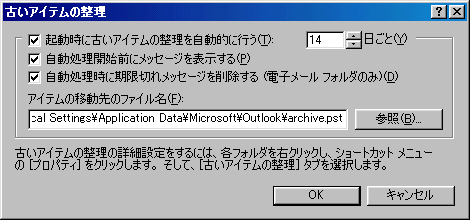 古いアイテムの整理
起動時に古いアイテムの整理を自動的に行う(T): 14 日ごと(Y)
自動処理開始前にメッセージを表示する(P)
自動処理時に期限切れメッセージを削除する (電子メール フォルダのみ)(D)
アイテムの移動先のファイル名(F):
cal Settings¥Application Data¥Microsoft¥Outlook¥archive.pst 参照(B)...
古いアイテムの整理の詳細設定をするには、各フォルダを右クリックし、ショートカット メニュー
の [プロパティ] をクリックします。そして、[古いアイテムの整理] タブを選択します。
OK キャンセル